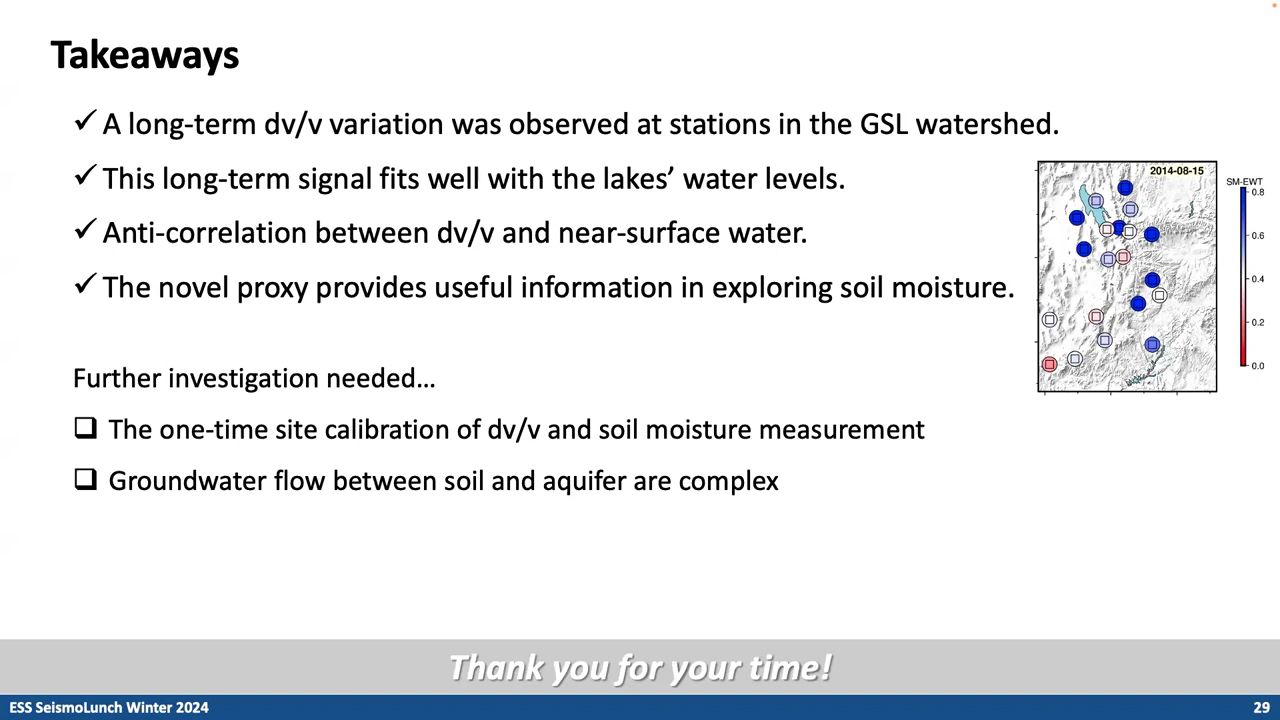 Takeaways
✓ A long-term dv/v variation was observed at stations in the GSL watershed.
✓ This long-term signal fits well with the lakes’ water levels.
✓ Anti-correlation between dv/v and near-surface water.
✓ The novel proxy provides useful information in exploring soil moisture.
2014-08-15
SM-EWT
0.8
0.6
0.4
0.2
0.0
Further investigation needed…
❑ The one-time site calibration of dv/v and soil moisture measurement
❑ Groundwater flow between soil and aquifer are complex
Thank you for your time!
ESS SeismoLunch Winter 2024
29